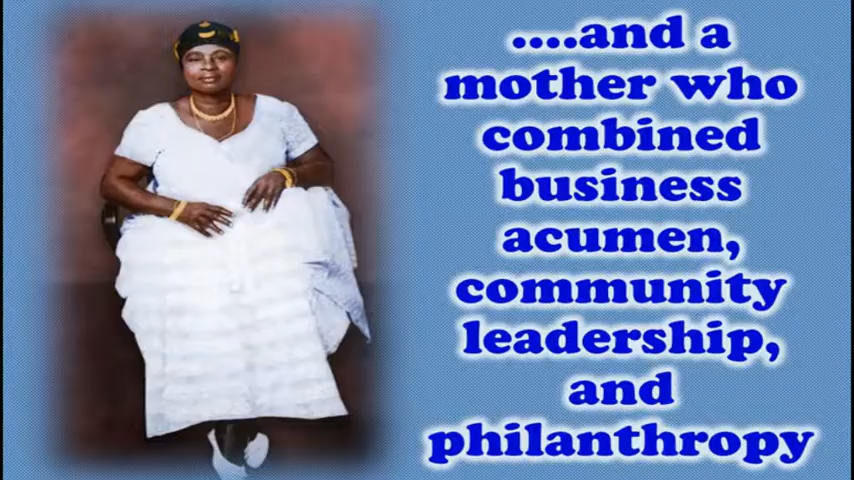 ....and a
mother who
combined
business
acumen,
community
leadership,
and
philanthropy